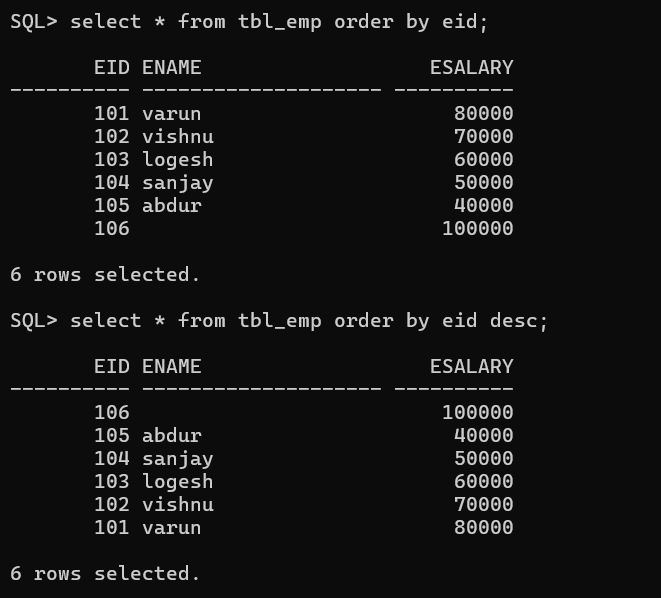 SQL> select * from tbl_emp order by eid;
       EID ENAME                   ESALARY
---------- -------------------- ----------
       101 varun                     80000
       102 vishnu                    70000
       103 logesh                    60000
       104 sanjay                    50000
       105 abdur                     40000
       106                          100000
6 rows selected.
SQL> select * from tbl_emp order by eid desc;
       EID ENAME                   ESALARY
---------- -------------------- ----------
       106                          100000
       105 abdur                     40000
       104 sanjay                    50000
       103 logesh                    60000
       102 vishnu                    70000
       101 varun                     80000
6 rows selected.